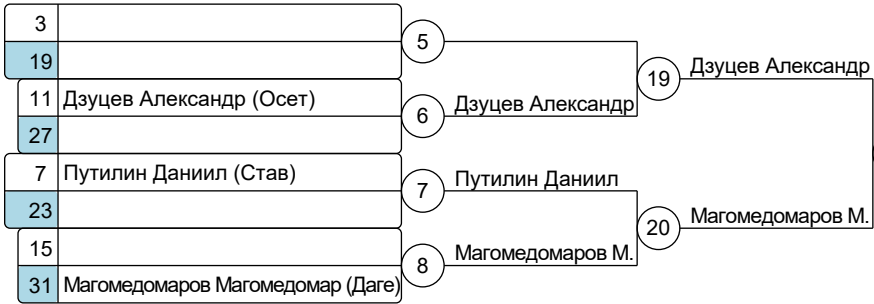 3
5
19
19
Дзуцев Александр
11 Дзуцев Александр (Осет)
6
Дзуцев Александр
27
7 Путилин Даниил (Став)
7
Путилин Даниил
23
20
Магомедомаров М.
15
8
Магомедомаров М.
31 Магомедомаров Магомедомар (Даге)